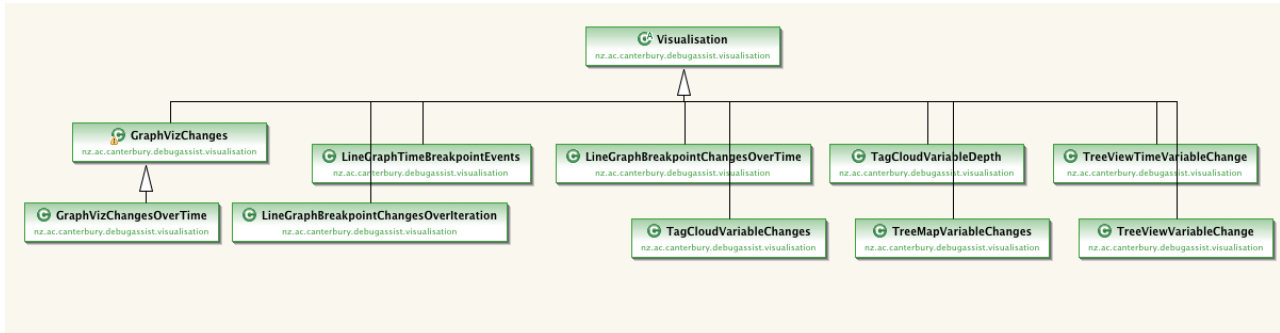 Visualisation
nz.ac.canterbury.debugassist.visualisation
GraphVizChanges
nz.ac.canterbury.debugassist.visualisation
LineGraphTimeBreakpointEvents
nz.ac.canterbury.debugassist.visualisation
LineGraphBreakpointChangesOverTime
nz.ac.canterbury.debugassist.visualisation
TagCloudVariableDepth
nz.ac.canterbury.debugassist.visualisation
TreeViewTimeVariableChange
nz.ac.canterbury.debugassist.visualisation
GraphVizChangesOverTime
nz.ac.canterbury.debugassist.visualisation
LineGraphBreakpointChangesOverIteration
nz.ac.canterbury.debugassist.visualisation
TagCloudVariableChanges
nz.ac.canterbury.debugassist.visualisation
TreeMapVariableChanges
nz.ac.canterbury.debugassist.visualisation
TreeViewVariableChange
nz.ac.canterbury.debugassist.visualisation